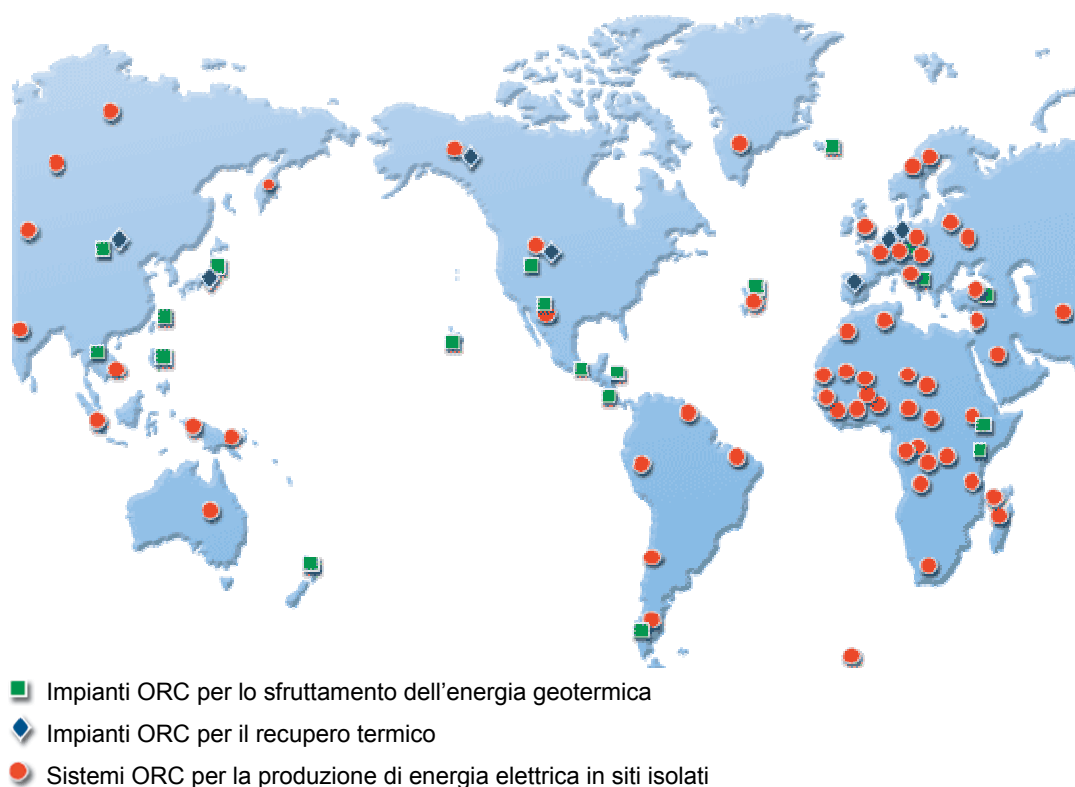 Impianti ORC per lo sfruttamento dell’energia geotermica
Impianti ORC per il recupero termico
Sistemi ORC per la produzione di energia elettrica in siti isolati